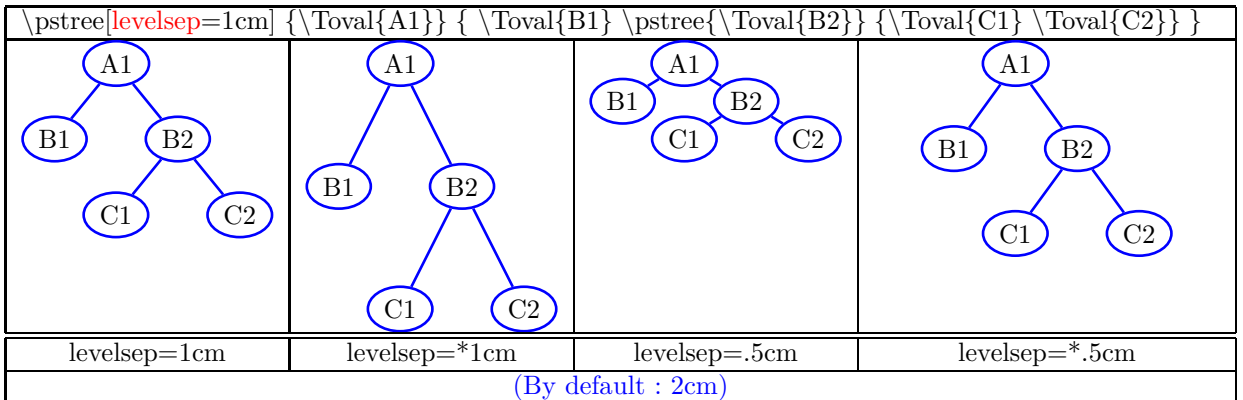 \pstree[levelsep=1cm] {\Toval{A1}} { \Toval{B1} \pstree{\Toval{B2}} {\Toval{C1} \Toval{C2}} }
A1 A1 A1 A1
B1 B2 B1 B2 B1 B2 B1 B2
C1 C2 C1 C2 C1 C2 C1 C2
levelsep=1cm levelsep=*1cm levelsep=.5cm levelsep=*.5cm
(By default : 2cm)